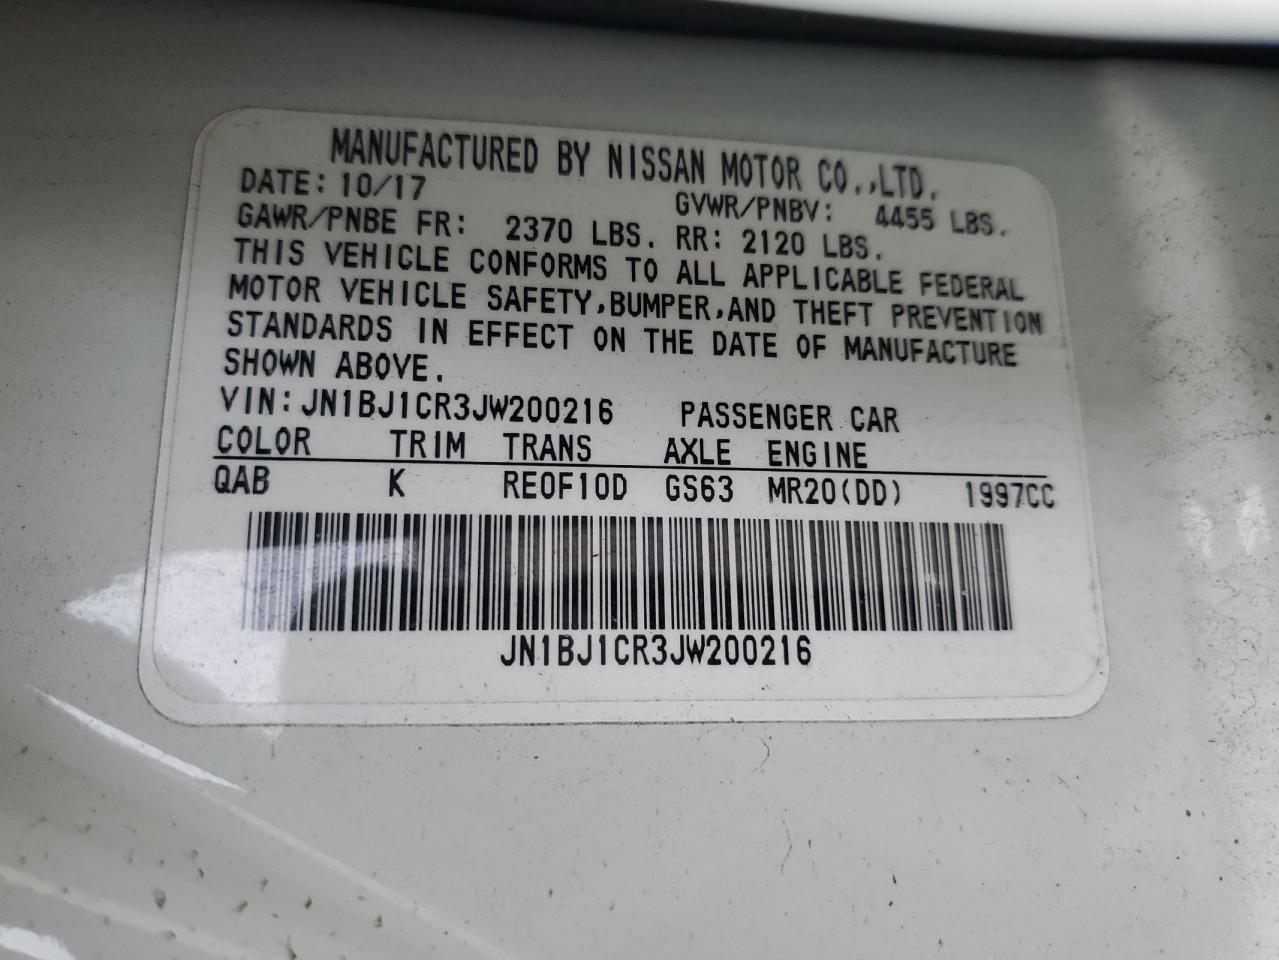 MANUFACTURED BY NISSAN MOTOR CO.,LTD.
DATE: 10/17 GVWR/PNBV: 4455 LBS.
GAWR/PNBE FR: 2370 LBS. RR: 2120 LBS.
THIS VEHICLE CONFORMS TO ALL APPLICABLE FEDERAL
MOTOR VEHICLE SAFETY,BUMPER,AND THEFT PREVENTION
STANDARDS IN EFFECT ON THE DATE OF MANUFACTURE
SHOWN ABOVE.
VIN: JN1BJ1CR3JW200216 PASSENGER CAR
COLOR TRIM TRANS AXLE ENGINE
QAB K RE0F10D GS63 MR20(DD) 1997CC
JN1BJ1CR3JW200216